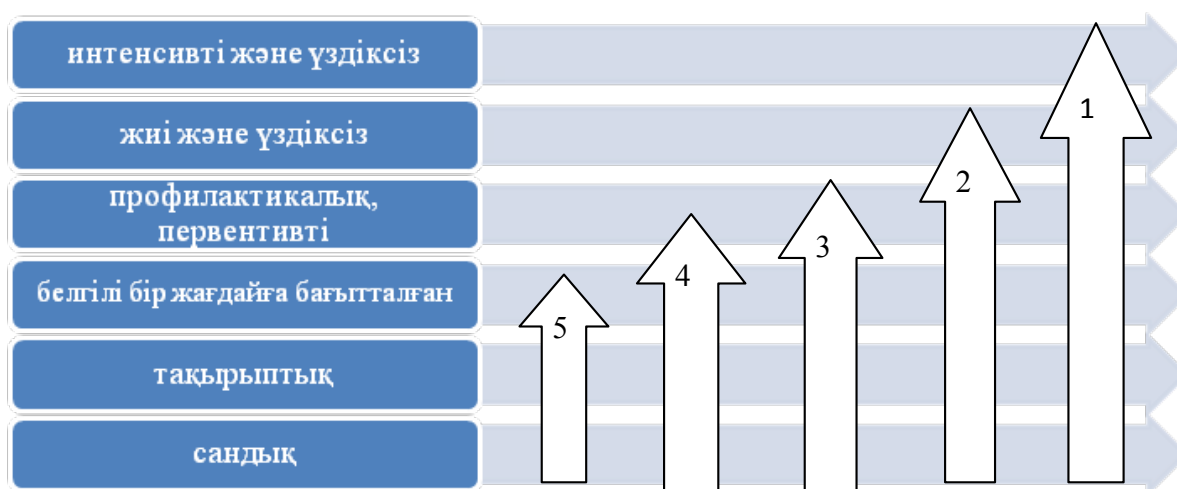 интенсивті және үздіксіз
жиі және үздіксіз
профилактикалық,
первентивті
белгілі бір жағдайға бағытталған
тақырыптық
сандық
1
2
3
4
5